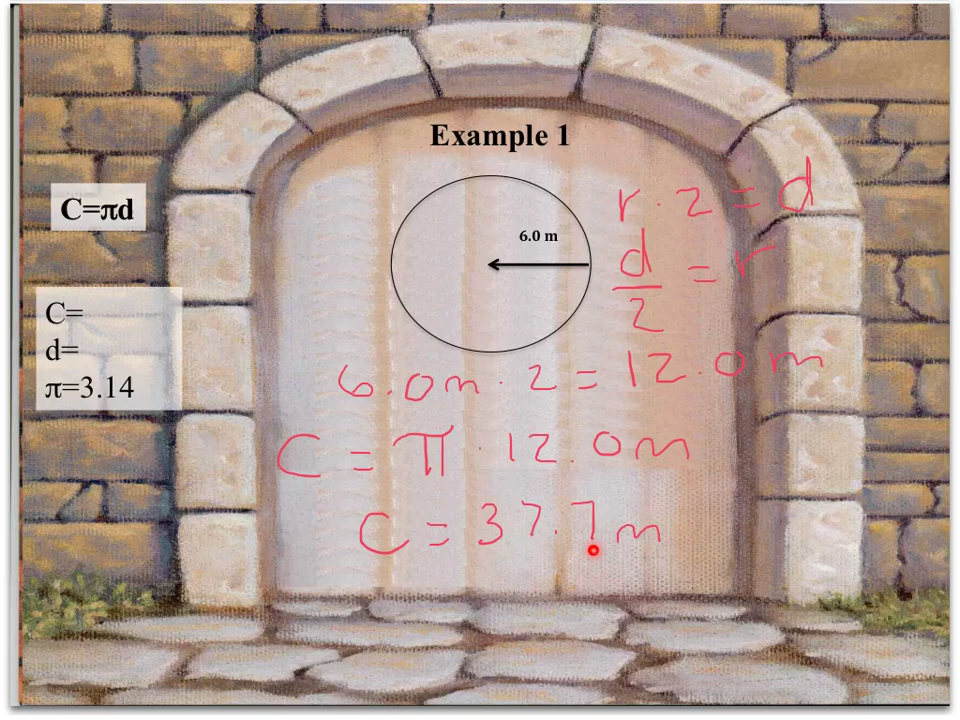 Example 1
C=πd
6.0 m
r · 2 = d
d/2 = r
C=
d=
π=3.14
6.0m · 2 = 12.0m
C = π · 12.0m
C = 37.7m